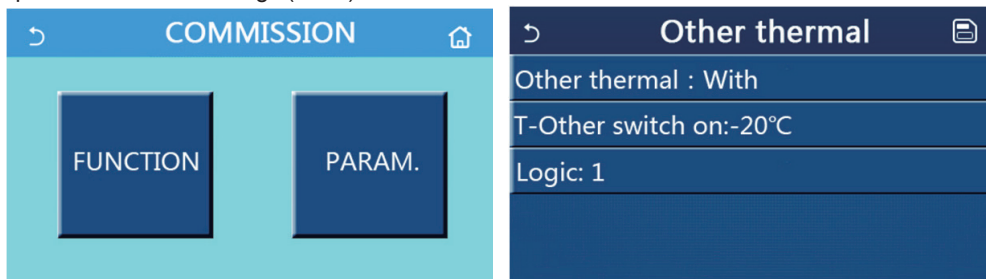 COMMISSION
FUNCTION
PARAM.
Other thermal
Other thermal : With
T-Other switch on:-20℃
Logic: 1